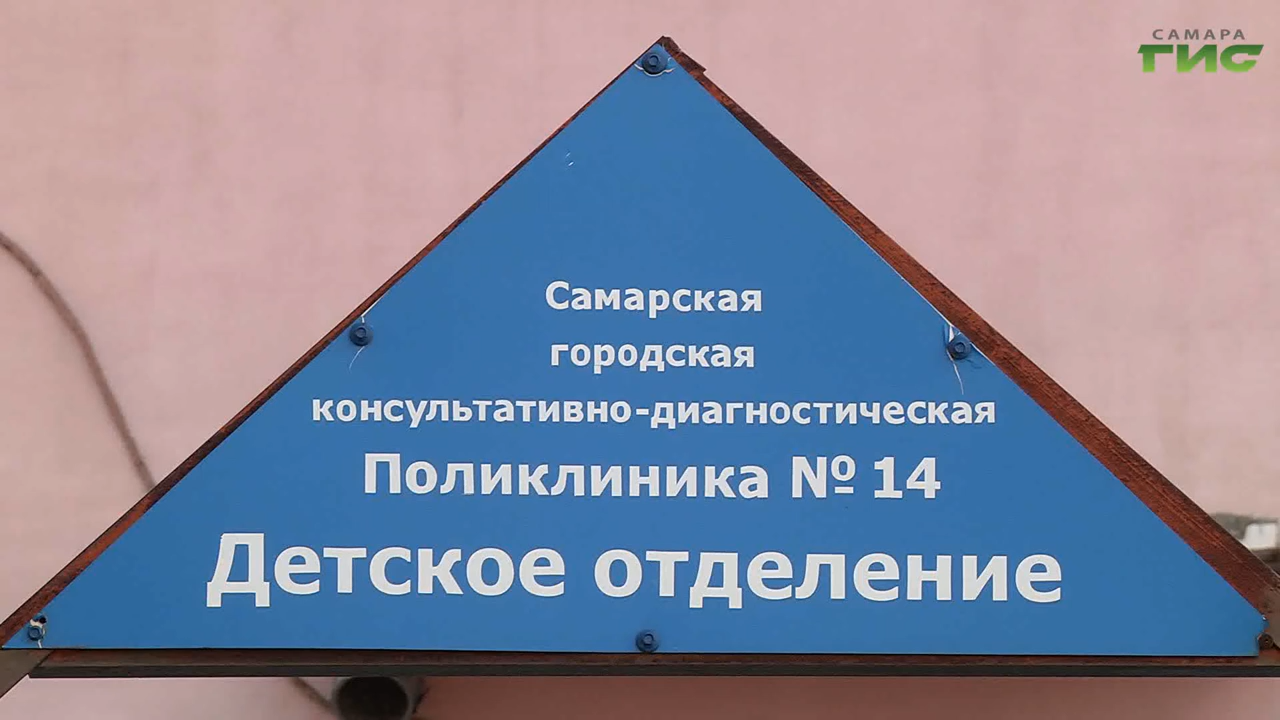 САМАРА
ГИС
Самарская
городская
консультативно-диагностическая
Поликлиника № 14
Детское отделение